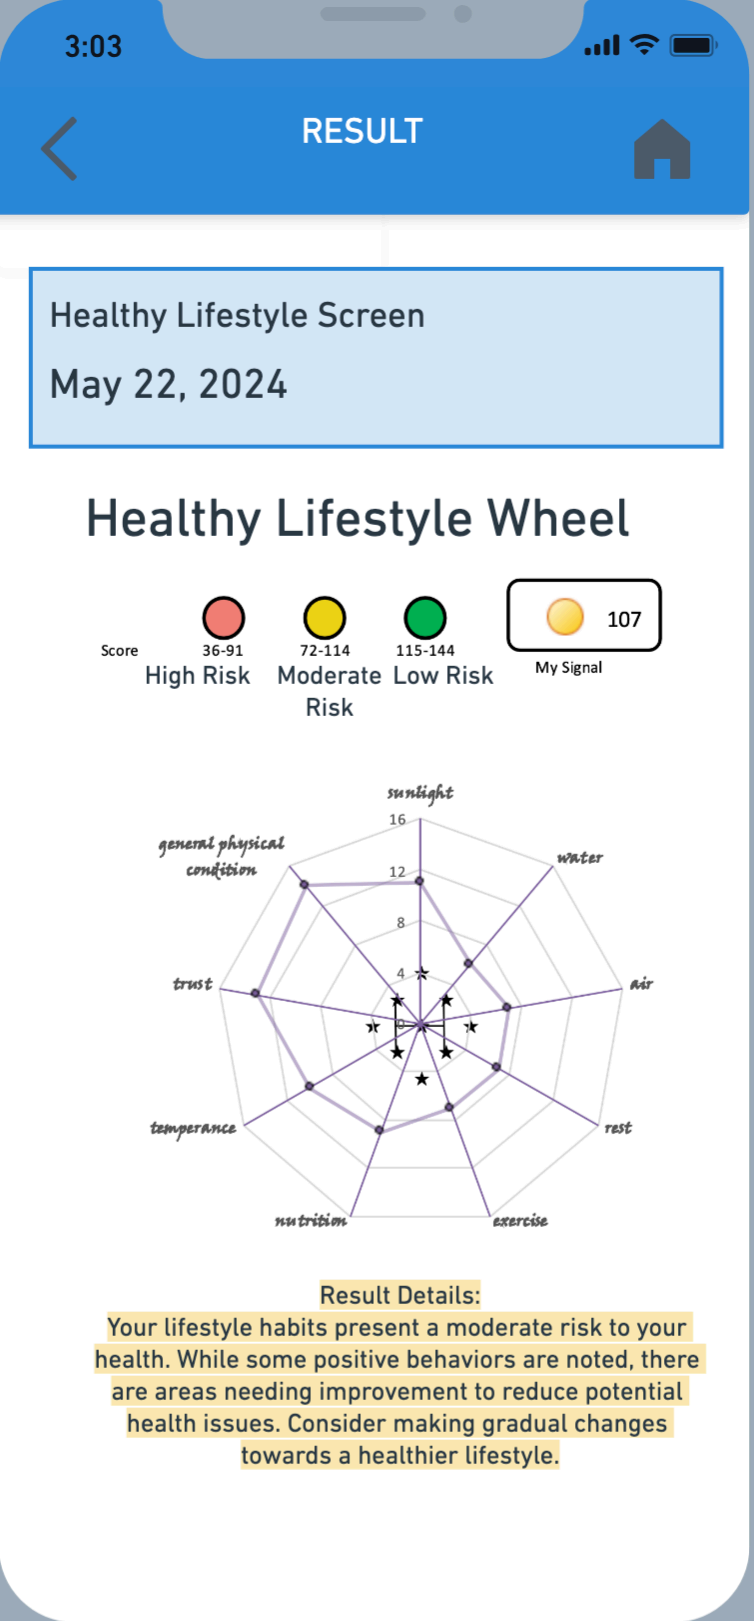 3:03
RESULT
Healthy Lifestyle Screen
May 22, 2024
Healthy Lifestyle Wheel
107
Score 36-91 72-114 115-144
My Signal
High Risk Moderate Risk Low Risk
sunlight
16
general physical condition
water
12
8
trust
4
air
0
temperance
rest
nutrition
exercise
Result Details:
Your lifestyle habits present a moderate risk to your
health. While some positive behaviors are noted, there
are areas needing improvement to reduce potential
health issues. Consider making gradual changes
towards a healthier lifestyle.